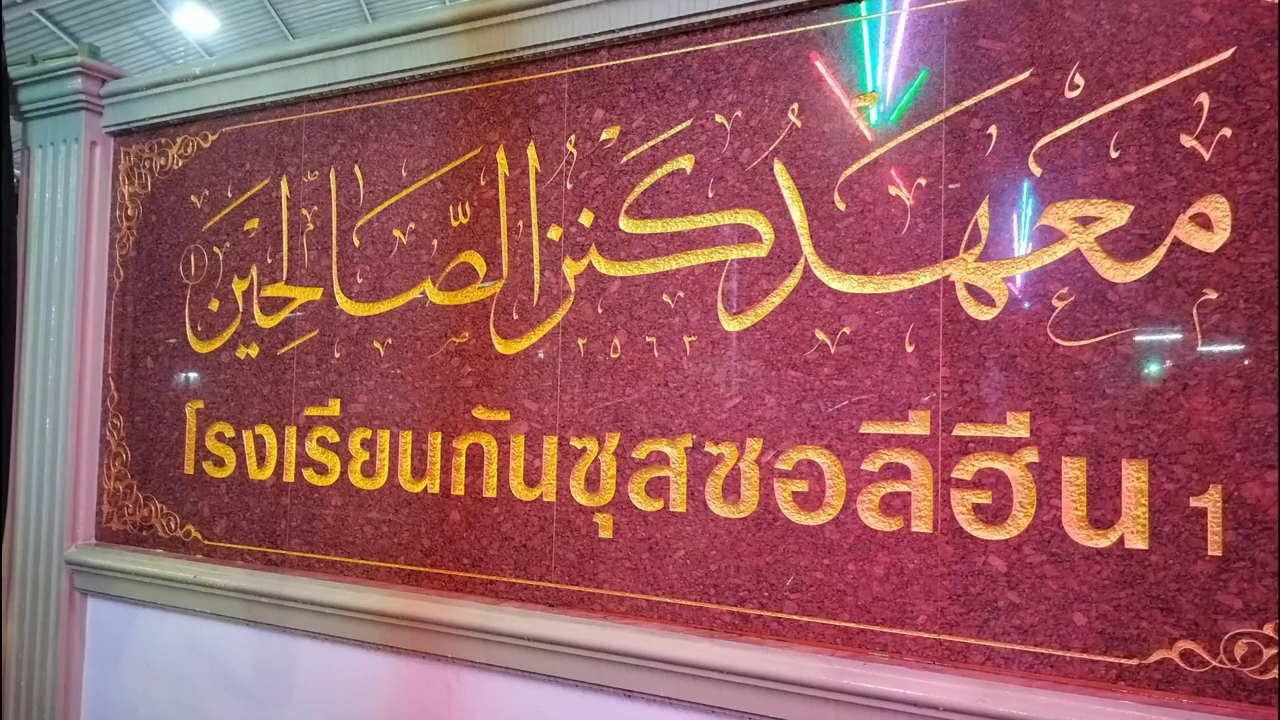 معهد كنز الصالحين ١
٢٥٦٣
โรงเรียนกันซุสซอลีฮีน 1